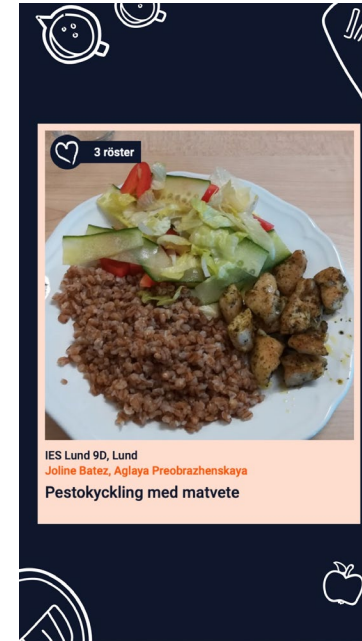 3 röster
IES Lund 9D, Lund
Joline Batez, Aglaya Preobrazhenskaya
Pestokyckling med matvete